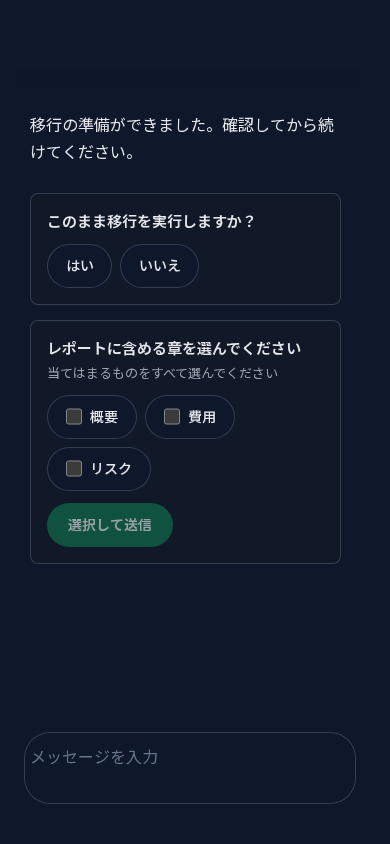 移行の準備ができました。確認してから続
けてください。
このまま移行を実行しますか？
はい
いいえ
レポートに含める章を選んでください
当てはまるものをすべて選んでください
概要
費用
リスク
選択して送信
メッセージを入力